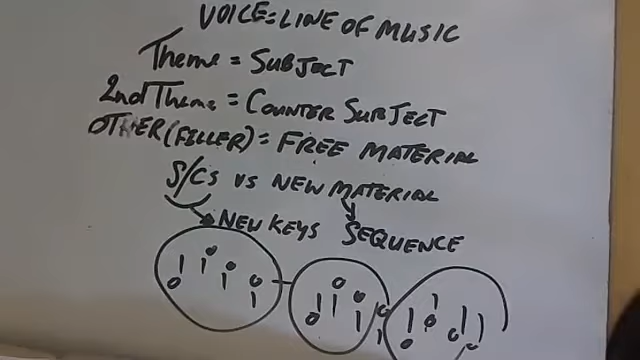 VOICE=LINE OF MUSIC
Theme = SUBJECT
2nd Theme = COUNTER SUBJECT
OTHER (FILLER) = FREE MATERIAL
S/CS VS NEW MATERIAL
NEW KEYS SEQUENCE